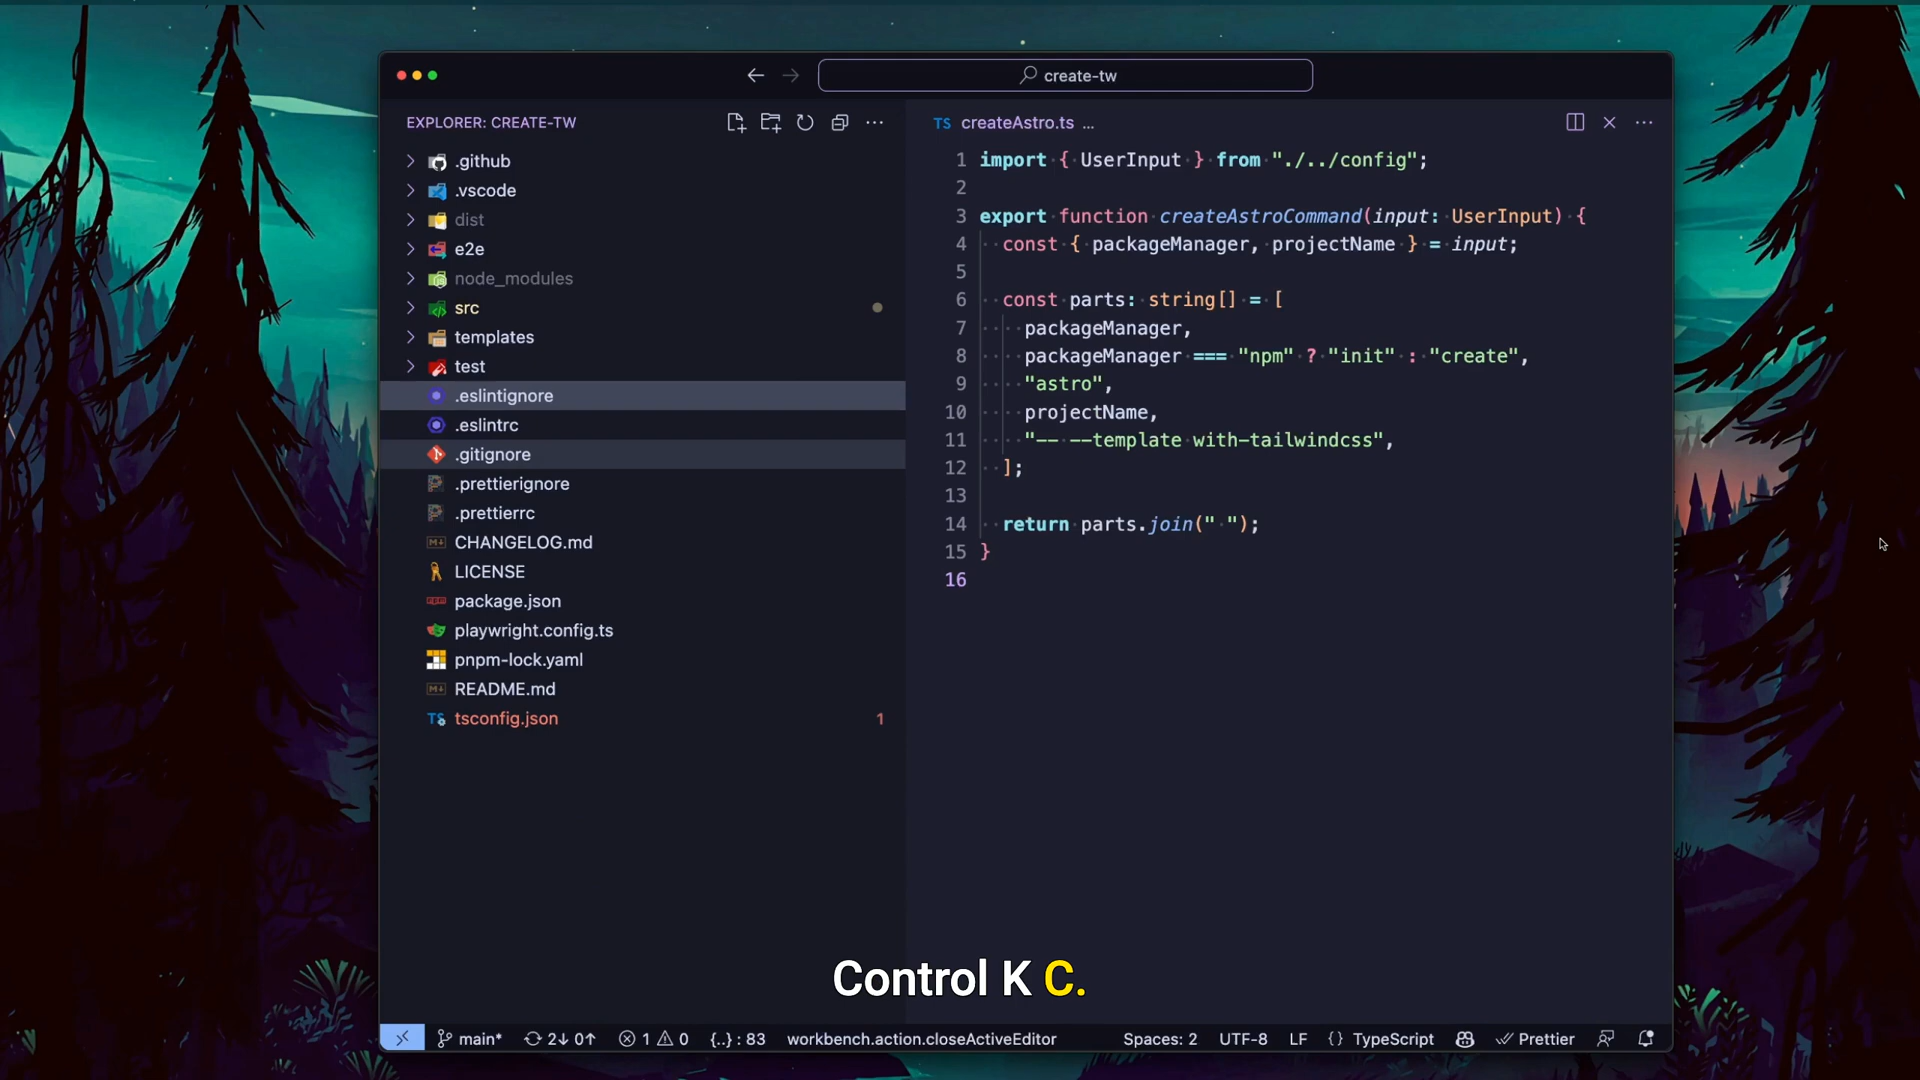 create-tw
EXPLORER: CREATE-TW
.github
.vscode
dist
e2e
node_modules
src
templates
test
.eslintignore
.eslintrc
.gitignore
.prettierignore
.prettierrc
CHANGELOG.md
LICENSE
package.json
playwright.config.ts
pnpm-lock.yaml
README.md
TS tsconfig.json 1
TS createAstro.ts ...
1 import { UserInput } from "./../config";
2
3 export function createAstroCommand(input: UserInput) {
4 const { packageManager, projectName } = input;
5
6 const parts: string[] = [
7 packageManager,
8 packageManager === "npm" ? "init" : "create",
9 "astro",
10 projectName,
11 "-- --template with-tailwindcss",
12 ];
13
14 return parts.join(" ");
15 }
16
Control K C.
main* 2↓ 0↑ 1 0 {..} : 83 workbench.action.closeActiveEditor Spaces: 2 UTF-8 LF {} TypeScript Prettier